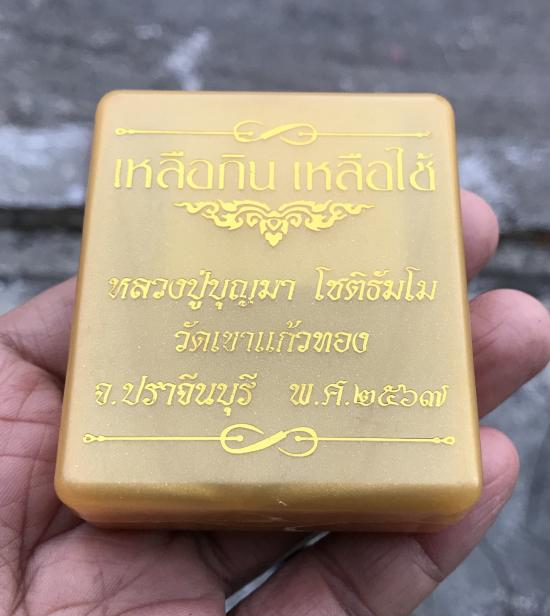 เหลือกิน เหลือใช้
หลวงปู่บุญมา โชติธัมโม
วัดเขาแก้วทอง
จ.ปราจีนบุรี พ.ศ.๒๕๖๗